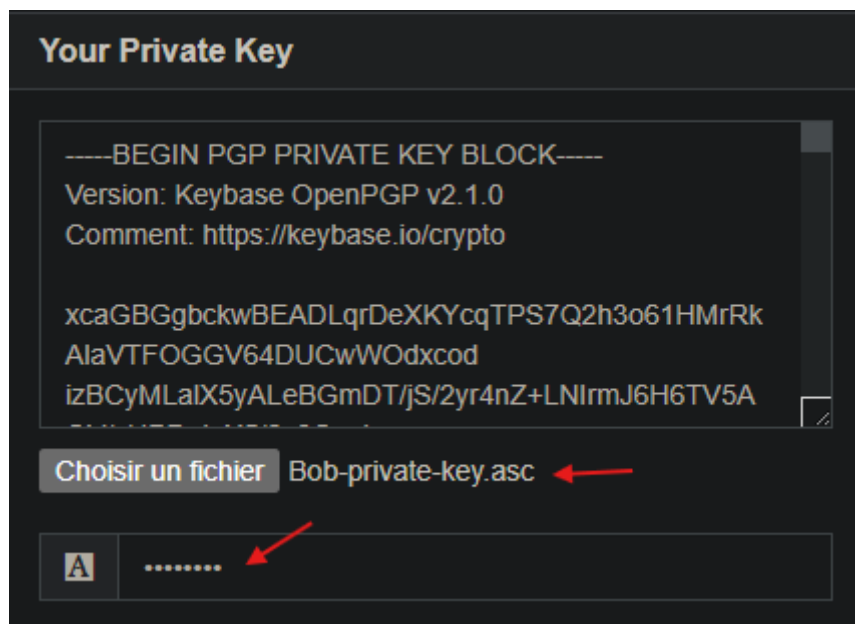 Your Private Key
-----BEGIN PGP PRIVATE KEY BLOCK-----
Version: Keybase OpenPGP v2.1.0
Comment: https://keybase.io/crypto
xcaGBGgbckwBEADLqrDeXKYcqTPS7Q2h3o61HMrRk
AlaVTFOGGV64DUCwWOdxcod
izBCyMLalX5yALeBGmDT/jS/2yr4nZ+LNIrmJ6H6TV5A
Choisir un fichier Bob-private-key.asc
A ••••••••